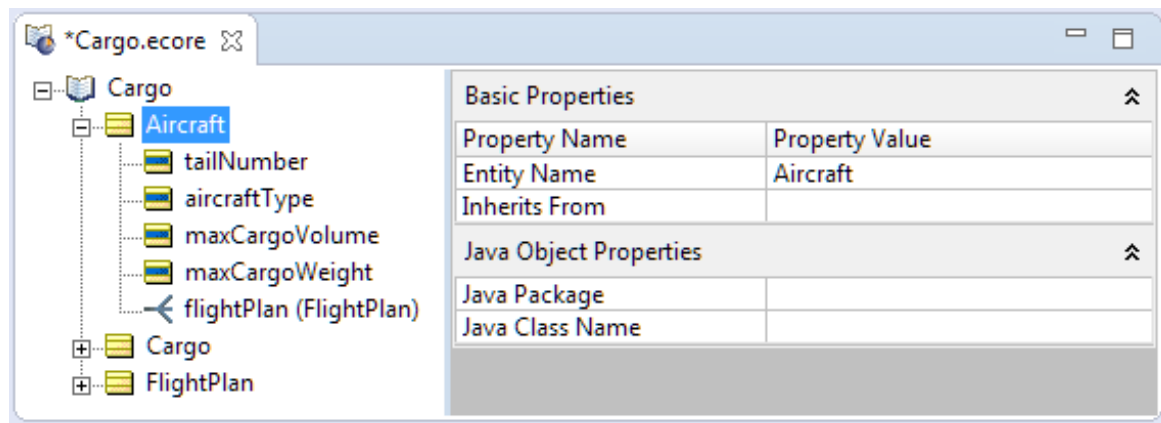 *Cargo.ecore
Cargo
Aircraft
tailNumber
aircraftType
maxCargoVolume
maxCargoWeight
flightPlan (FlightPlan)
Cargo
FlightPlan
Basic Properties
Property Name Property Value
Entity Name Aircraft
Inherits From
Java Object Properties
Java Package
Java Class Name